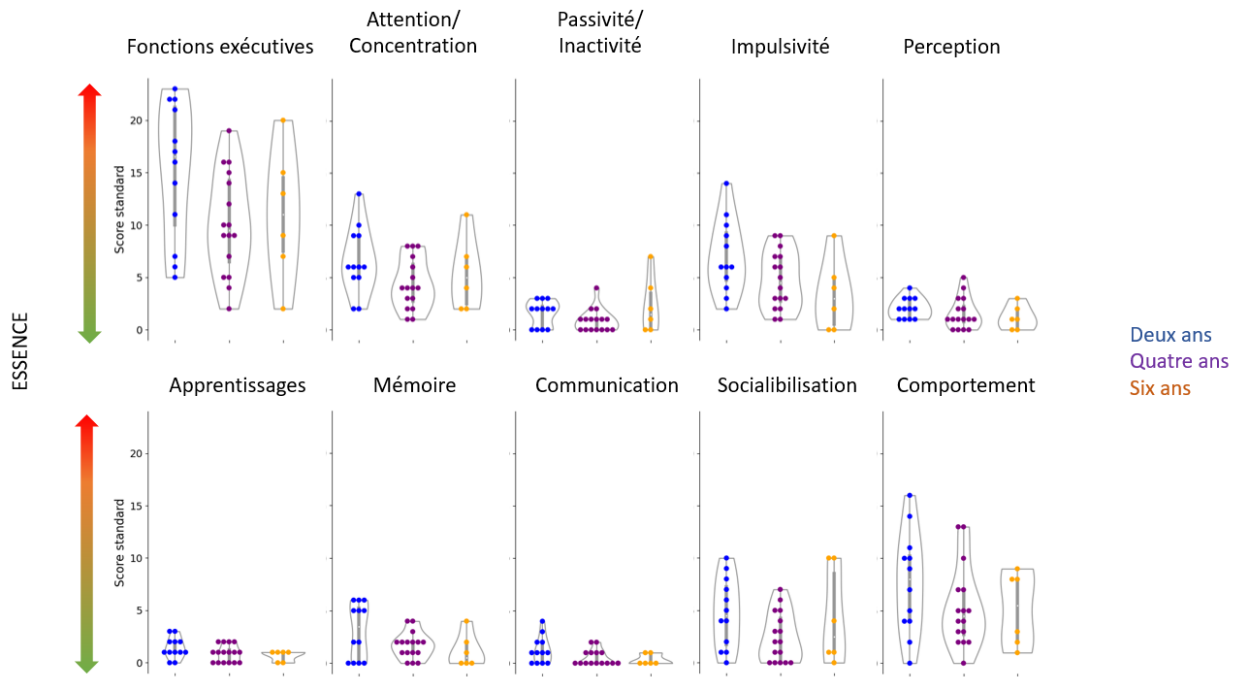 Attention/
Concentration
Passivité/
Inactivité
Fonctions exécutives
Impulsivité
Perception
ESSENCE
Score standard
20
15
10
5
0
Deux ans
Quatre ans
Six ans
Apprentissages
Mémoire
Communication
Socialibilisation
Comportement
Score standard
20
15
10
5
0